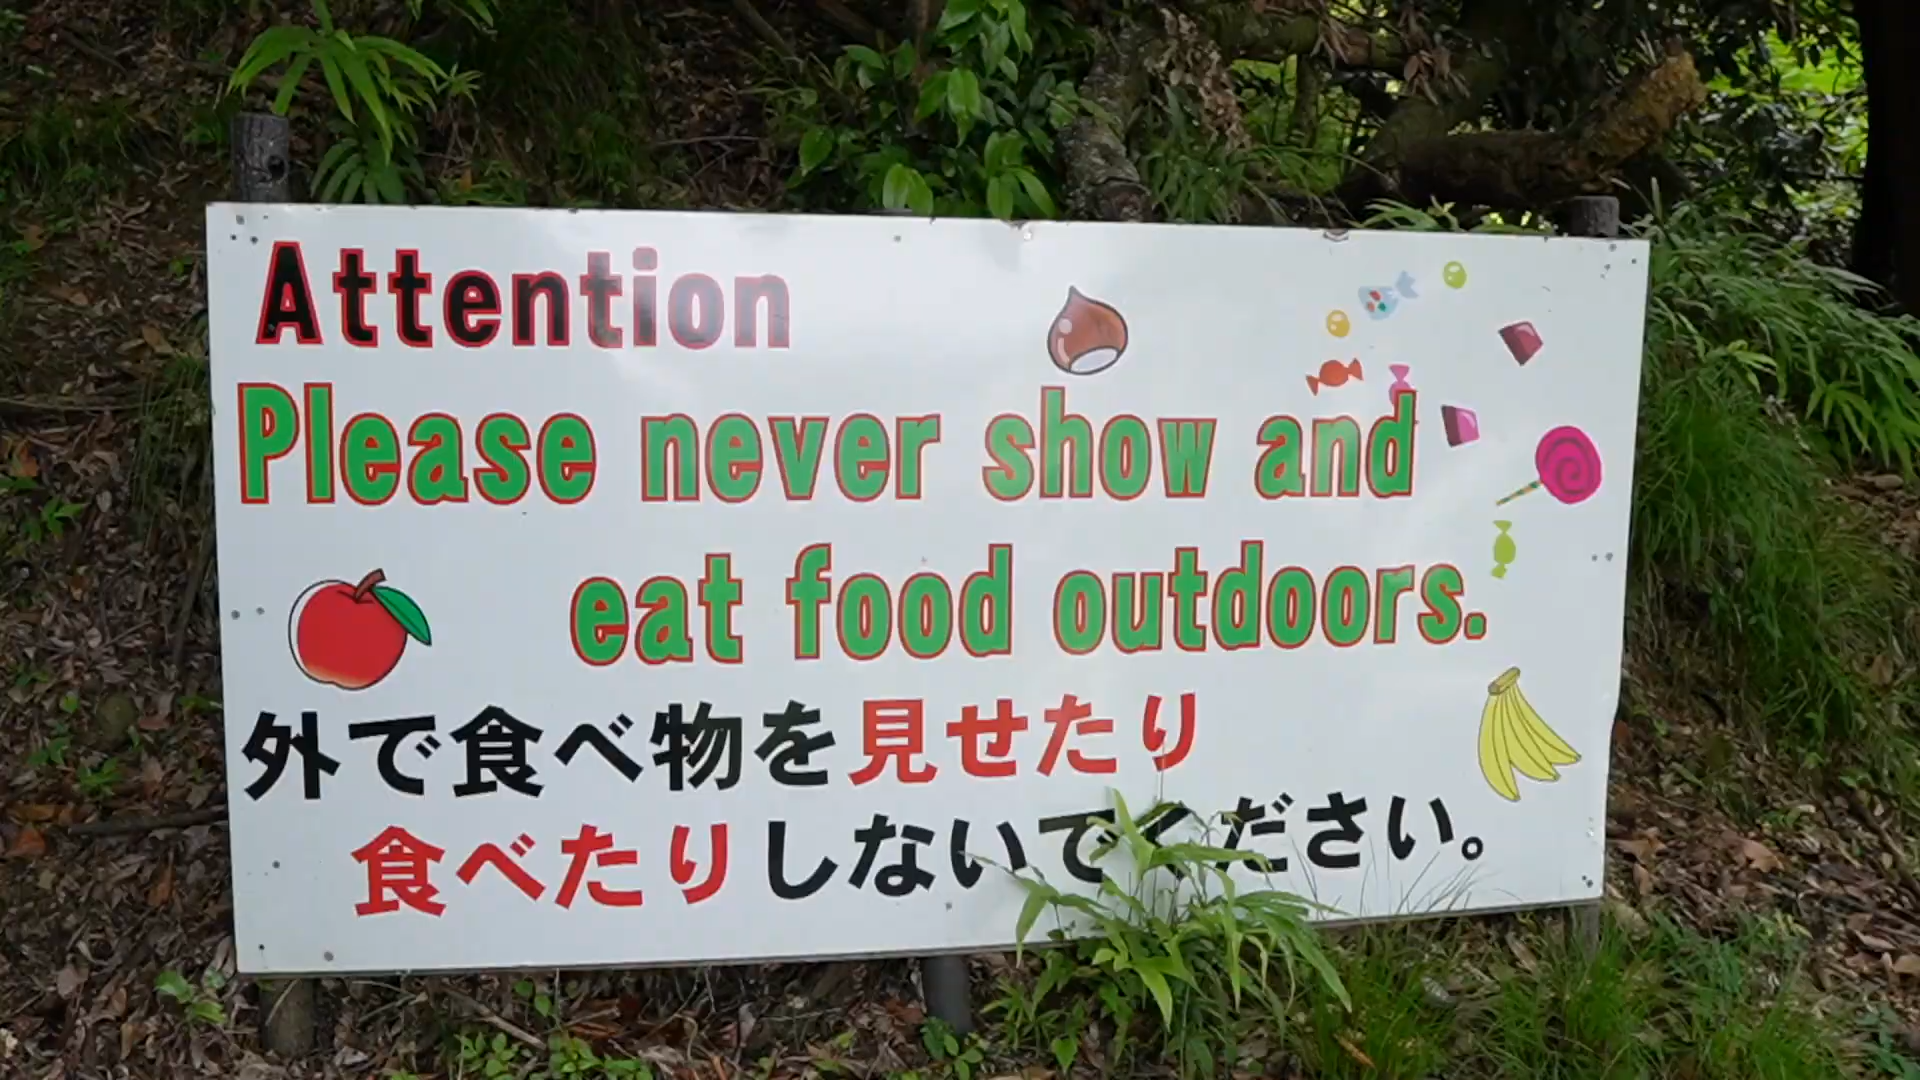 Attention
Please never show and
eat food outdoors.
外で食べ物を見せたり
食べたりしないでください。